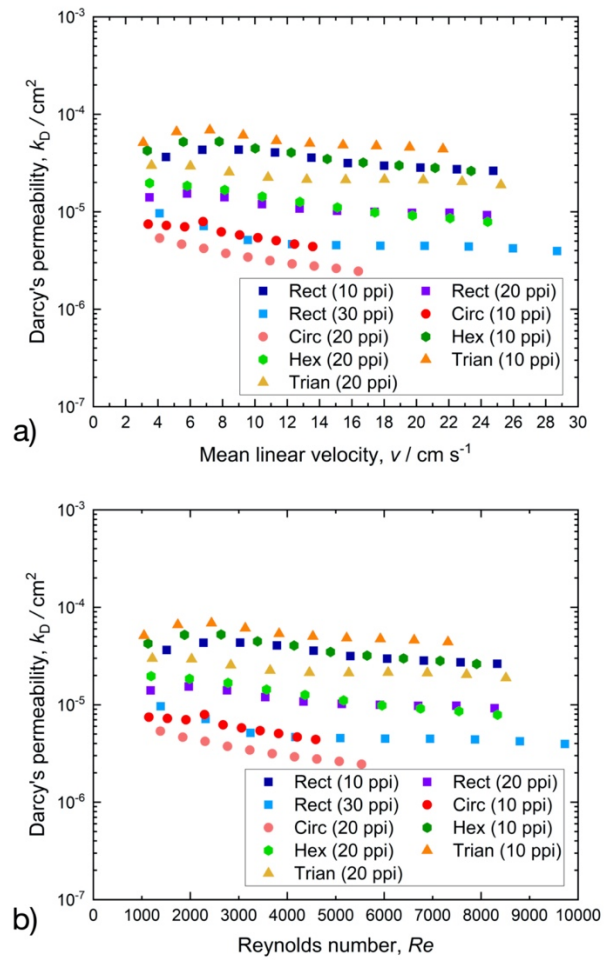 10⁻³
10⁻⁴
10⁻⁵
10⁻⁶
10⁻⁷
Darcy's permeability, k_D / cm²
Rect (10 ppi) Rect (20 ppi)
Rect (30 ppi) Circ (10 ppi)
Circ (20 ppi) Hex (10 ppi)
Hex (20 ppi) Trian (10 ppi)
Trian (20 ppi)
0 2 4 6 8 10 12 14 16 18 20 22 24 26 28 30
a)
Mean linear velocity, v / cm s⁻¹
10⁻³
10⁻⁴
10⁻⁵
10⁻⁶
10⁻⁷
Darcy's permeability, k_D / cm²
Rect (10 ppi) Rect (20 ppi)
Rect (30 ppi) Circ (10 ppi)
Circ (20 ppi) Hex (10 ppi)
Hex (20 ppi) Trian (10 ppi)
Trian (20 ppi)
0 1000 2000 3000 4000 5000 6000 7000 8000 9000 10000
b)
Reynolds number, Re